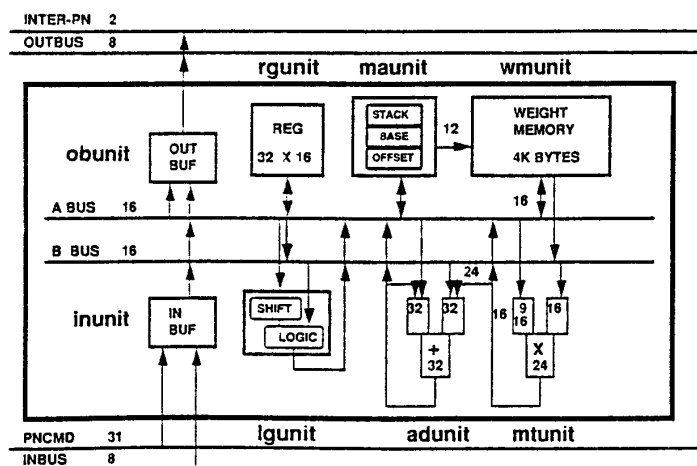 INTER-PN 2
OUTBUS 8
rgunit maunit wmunit
obunit
OUT
BUF
REG
32 X 16
STACK
BASE
OFFSET
12
WEIGHT
MEMORY
4K BYTES
A BUS 16
16
B BUS 16
24
inunit
IN
BUF
SHIFT
LOGIC
32 32
+
32
16
9
16
16
X
24
PNCMD 31
lgunit adunit mtunit
INBUS 8